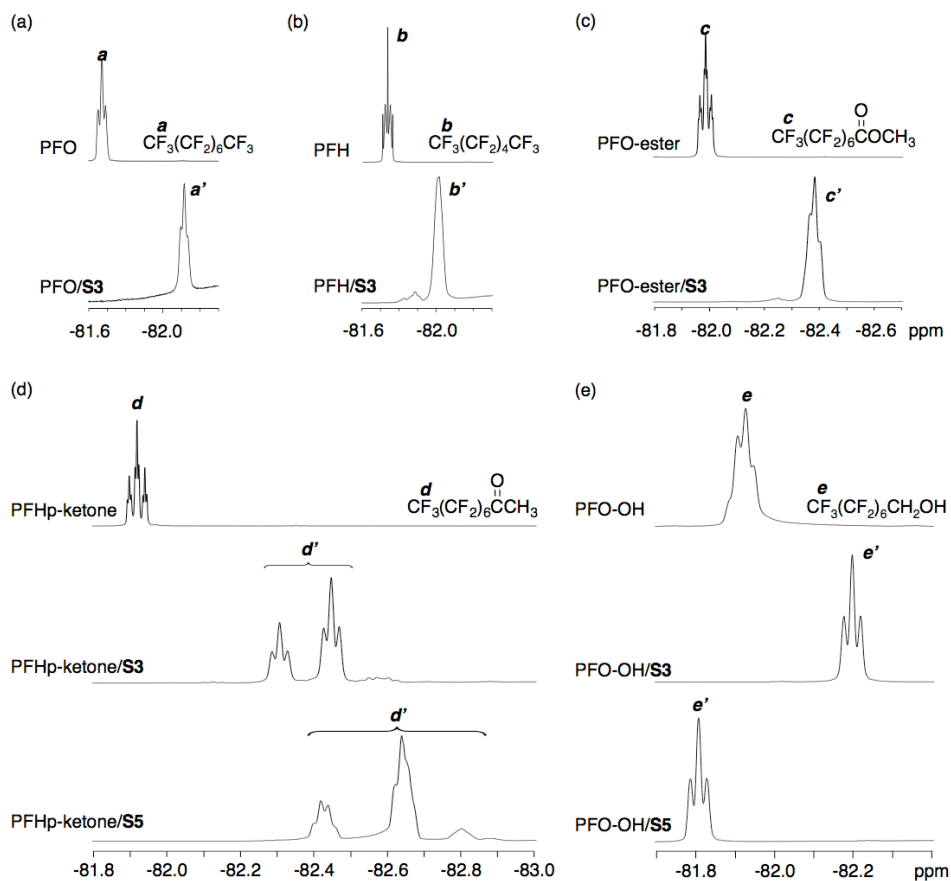 (a)
a
PFO
a
CF3(CF2)6CF3
a'
PFO/S3
-81.6 -82.0
(b)
b
PFH
b
CF3(CF2)4CF3
b'
PFH/S3
-81.6 -82.0
(c)
c
PFO-ester
c O
CF3(CF2)6COCH3
c'
PFO-ester/S3
-81.8 -82.0 -82.2 -82.4 -82.6 ppm
(d)
d
PFHp-ketone
d O
CF3(CF2)6CCH3
d'
PFHp-ketone/S3
d'
PFHp-ketone/S5
-81.8 -82.0 -82.2 -82.4 -82.6 -82.8 -83.0
(e)
e
PFO-OH
e
CF3(CF2)6CH2OH
e'
PFO-OH/S3
e'
PFO-OH/S5
-81.8 -82.0 -82.2 ppm